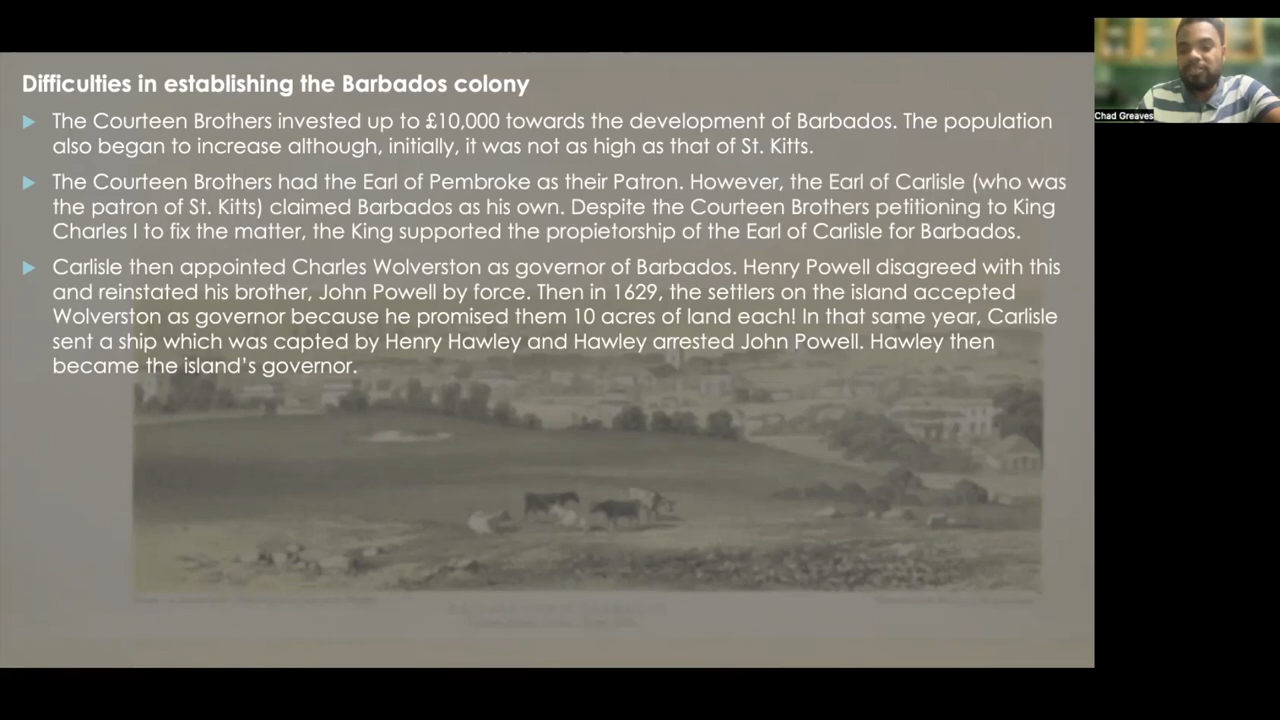 Difficulties in establishing the Barbados colony
The Courteen Brothers invested up to £10,000 towards the development of Barbados. The population
also began to increase although, initially, it was not as high as that of St. Kitts.
The Courteen Brothers had the Earl of Pembroke as their Patron. However, the Earl of Carlisle (who was
the patron of St. Kitts) claimed Barbados as his own. Despite the Courteen Brothers petitioning to King
Charles I to fix the matter, the King supported the propietorship of the Earl of Carlisle for Barbados.
Carlisle then appointed Charles Wolverston as governor of Barbados. Henry Powell disagreed with this
and reinstated his brother, John Powell by force. Then in 1629, the settlers on the island accepted
Wolverston as governor because he promised them 10 acres of land each! In that same year, Carlisle
sent a ship which was capted by Henry Hawley and Hawley arrested John Powell. Hawley then
became the island's governor.
Chad Greaves